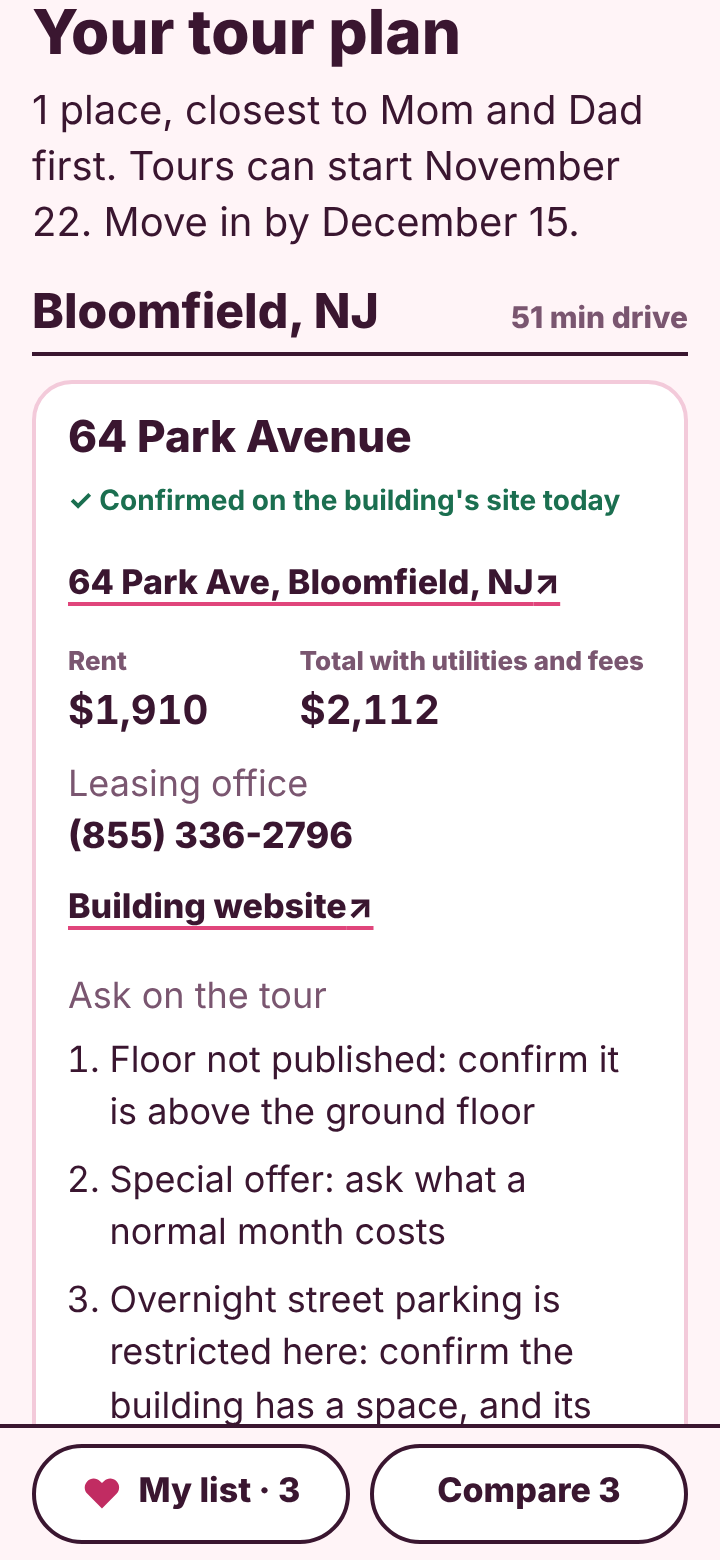 Your tour plan
1 place, closest to Mom and Dad
first. Tours can start November
22. Move in by December 15.
Bloomfield, NJ
51 min drive
64 Park Avenue
✓ Confirmed on the building's site today
64 Park Ave, Bloomfield, NJ↗
Rent
Total with utilities and fees
$1,910
$2,112
Leasing office
(855) 336-2796
Building website↗
Ask on the tour
1. Floor not published: confirm it
is above the ground floor
2. Special offer: ask what a
normal month costs
3. Overnight street parking is
restricted here: confirm the
building has a space, and its
My list · 3
Compare 3